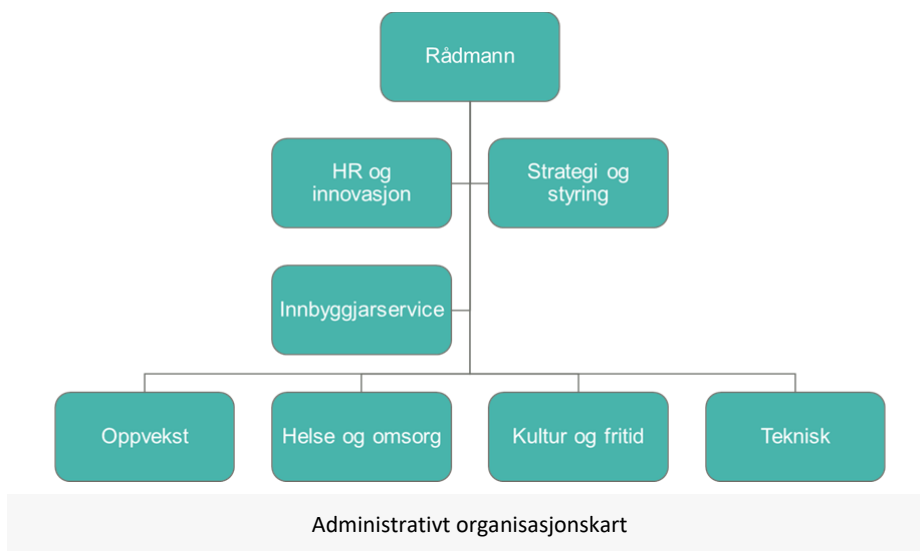 Rådmann
HR og
innovasjon
Strategi og
styring
Innbyggjarservice
Oppvekst
Helse og omsorg
Kultur og fritid
Teknisk
Administrativt organisasjonskart